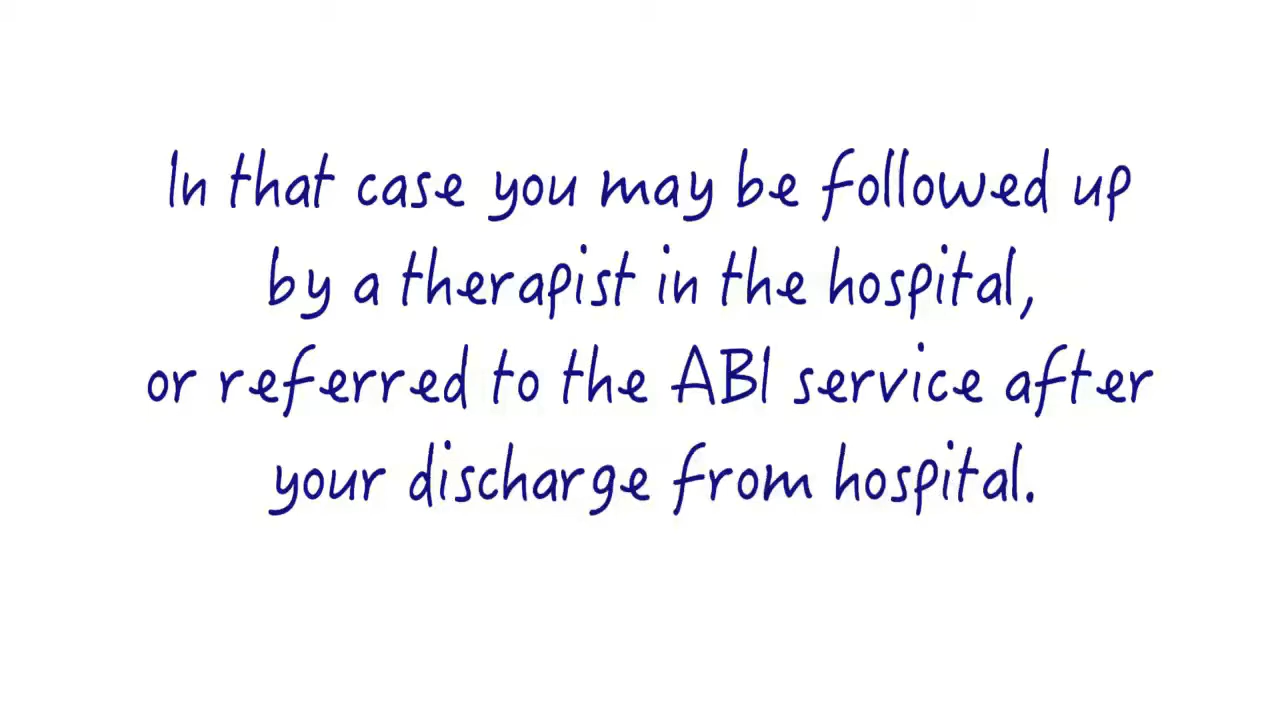 In that case you may be followed up
by a therapist in the hospital,
or referred to the ABI service after
your discharge from hospital.